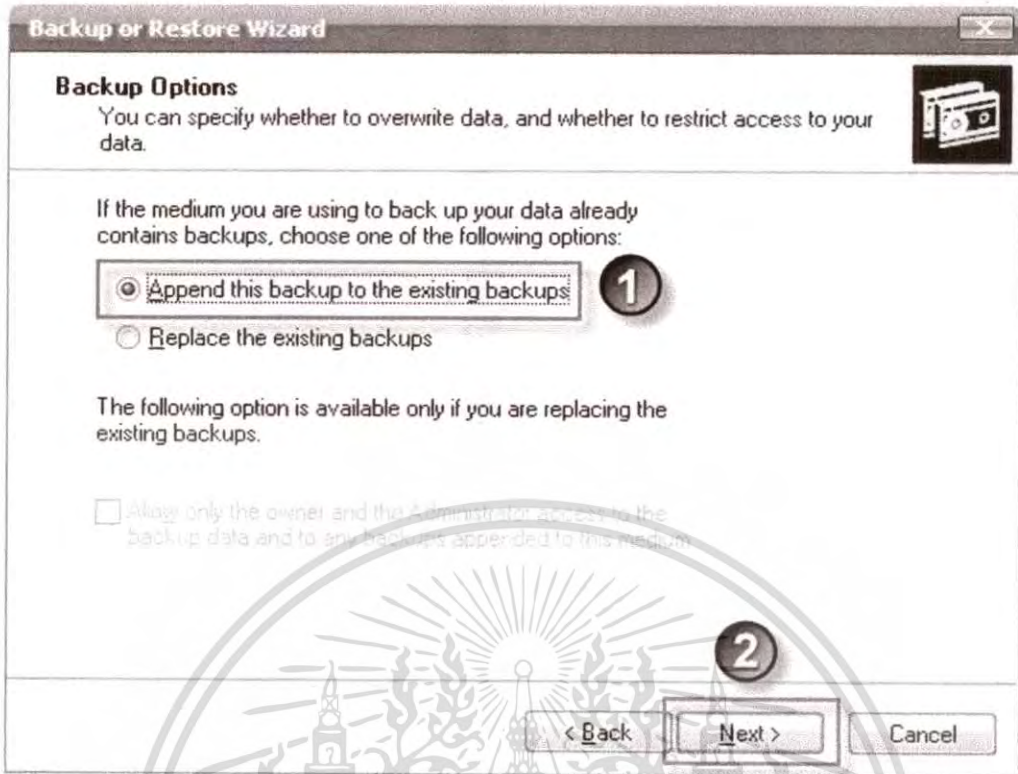 Backup or Restore Wizard
Backup Options
You can specify whether to overwrite data, and whether to restrict access to your
data.
If the medium you are using to back up your data already
contains backups, choose one of the following options:
Append this backup to the existing backups
1
Replace the existing backups
The following option is available only if you are replacing the
existing backups.
Allow only the owner and the Administrator access to the
backup data and to any backups appended to this medium
2
< Back
Next >
Cancel